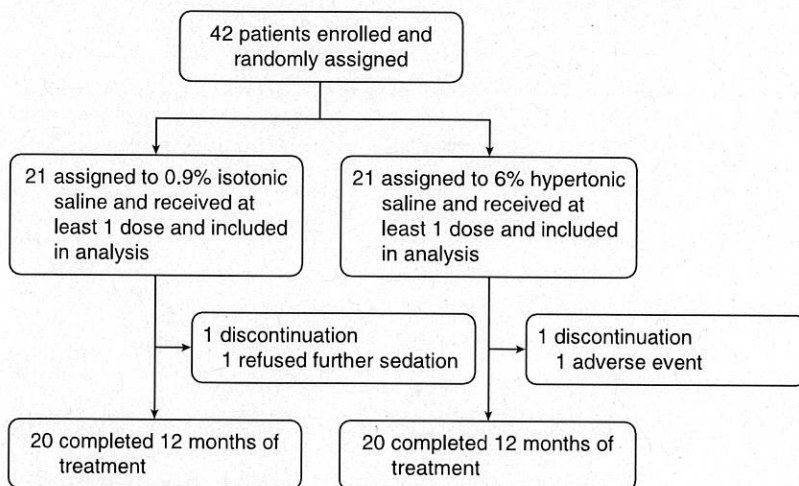 42 patients enrolled and
randomly assigned
21 assigned to 0.9% isotonic
saline and received at
least 1 dose and included
in analysis
21 assigned to 6% hypertonic
saline and received at
least 1 dose and included
in analysis
1 discontinuation
1 refused further sedation
1 discontinuation
1 adverse event
20 completed 12 months of
treatment
20 completed 12 months of
treatment